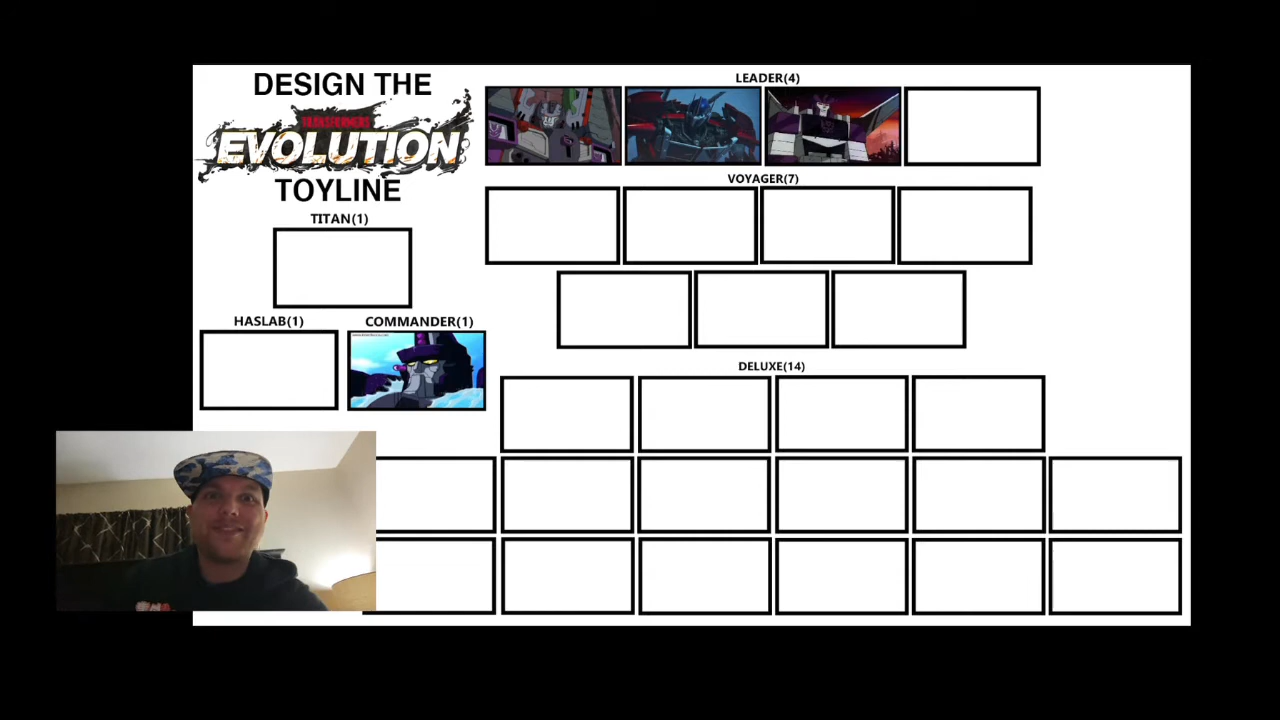 DESIGN THE
TRANSFORMERS
EVOLUTION
TOYLINE
TITAN(1)
HASLAB(1)
COMMANDER(1)
LEADER(4)
VOYAGER(7)
DELUXE(14)